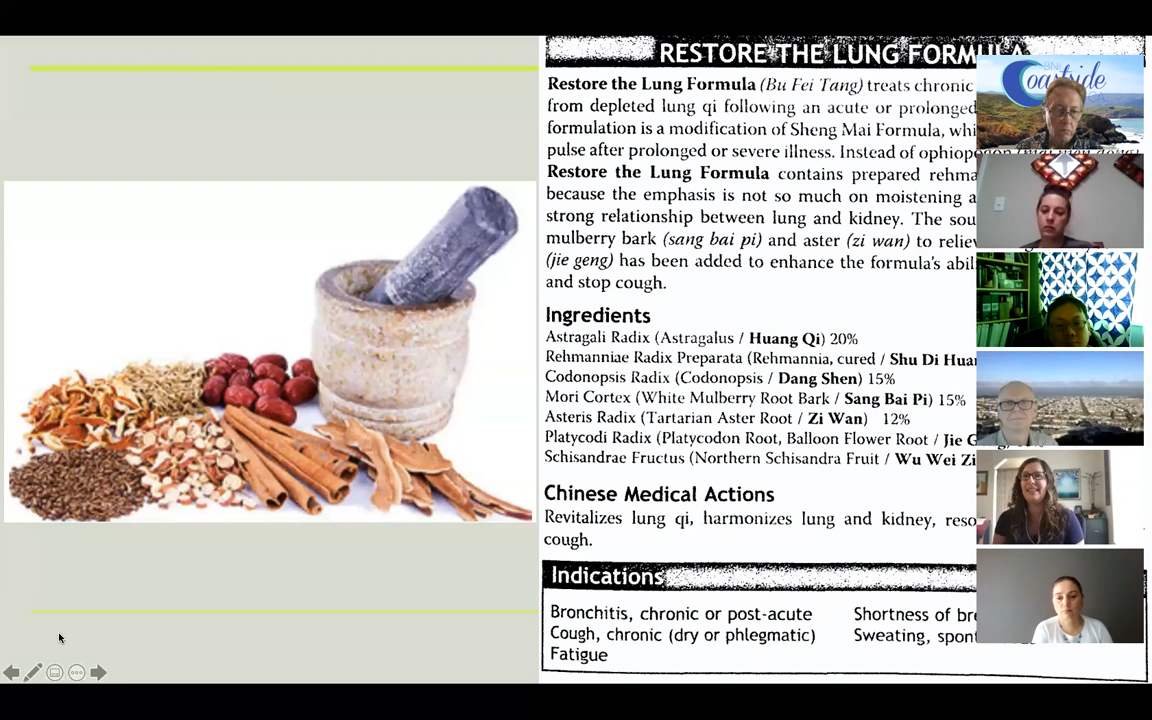 RESTORE THE LUNG FORMULA
Restore the Lung Formula (Bu Fei Tang) treats chronic
from depleted lung qi following an acute or prolonged
formulation is a modification of Sheng Mai Formula, whi
pulse after prolonged or severe illness. Instead of ophiopogon (mai men dong)
Restore the Lung Formula contains prepared rehma
because the emphasis is not so much on moistening a
strong relationship between lung and kidney. The sou
mulberry bark (sang bai pi) and aster (zi wan) to reliev
(jie geng) has been added to enhance the formula's abil
and stop cough.
Ingredients
Astragali Radix (Astragalus / Huang Qi) 20%
Rehmanniae Radix Preparata (Rehmannia, cured / Shu Di Huan
Codonopsis Radix (Codonopsis / Dang Shen) 15%
Mori Cortex (White Mulberry Root Bark / Sang Bai Pi) 15%
Asteris Radix (Tartarian Aster Root / Zi Wan) 12%
Platycodi Radix (Platycodon Root, Balloon Flower Root / Jie G
Schisandrae Fructus (Northern Schisandra Fruit / Wu Wei Zi
Chinese Medical Actions
Revitalizes lung qi, harmonizes lung and kidney, reso
cough.
Indications
Bronchitis, chronic or post-acute
Cough, chronic (dry or phlegmatic)
Fatigue
Shortness of bre
Sweating, spont
BNI
Coastside
CA